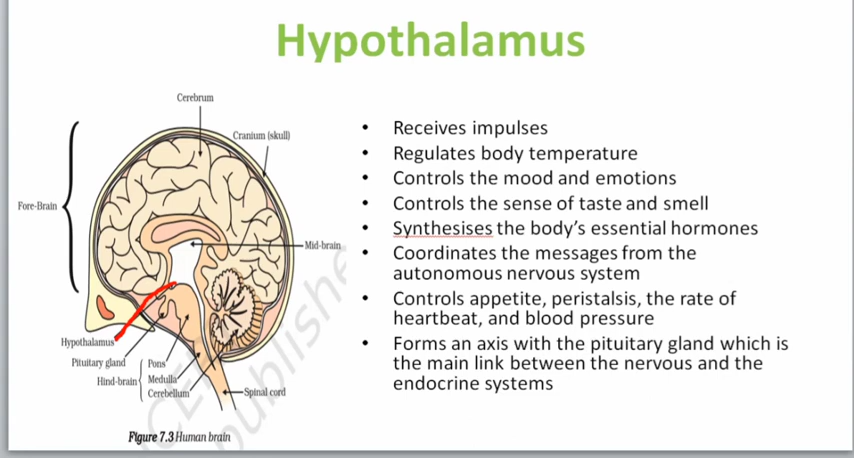 Hypothalamus
Cerebrum
Cranium (skull)
Fore-Brain
Mid-brain
Hypothalamus
Pituitary gland
Hind-brain
Pons
Medulla
Cerebellum
Spinal cord
Figure 7.3 Human brain
publishe
• Receives impulses
• Regulates body temperature
• Controls the mood and emotions
• Controls the sense of taste and smell
• Synthesises the body's essential hormones
• Coordinates the messages from the
autonomous nervous system
• Controls appetite, peristalsis, the rate of
heartbeat, and blood pressure
• Forms an axis with the pituitary gland which is
the main link between the nervous and the
endocrine systems